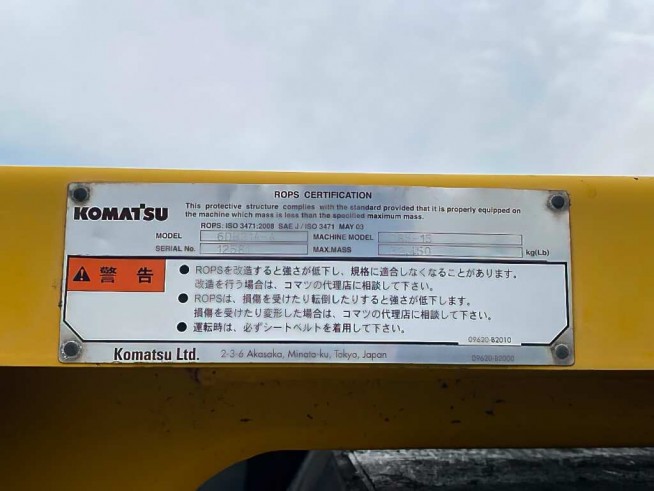 ROPS CERTIFICATION
KOMATSU
This protective structure complies with the standard provided that it is properly equipped on
the machine which mass is less than the specified maximum mass.
ROPS: ISO 3471:2008 SAE J / ISO 3471 MAY 03
MODEL MACHINE MODEL
SERIAL NO. MAX.MASS kg(Lb)
警告
● ROPSを改造すると強さが低下し、規格に適合しなくなることがあります。
改造を行う場合は、コマツの代理店に相談して下さい。
● ROPSは、損傷を受けたり転倒したりすると強さが低下します。
損傷を受けたり変形した場合は、コマツの代理店に相談して下さい。
● 運転時は、必ずシートベルトを着用して下さい。
09620-B2010
Komatsu Ltd. 2-3-6 Akasaka, Minato-ku, Tokyo, Japan
09620-B2000